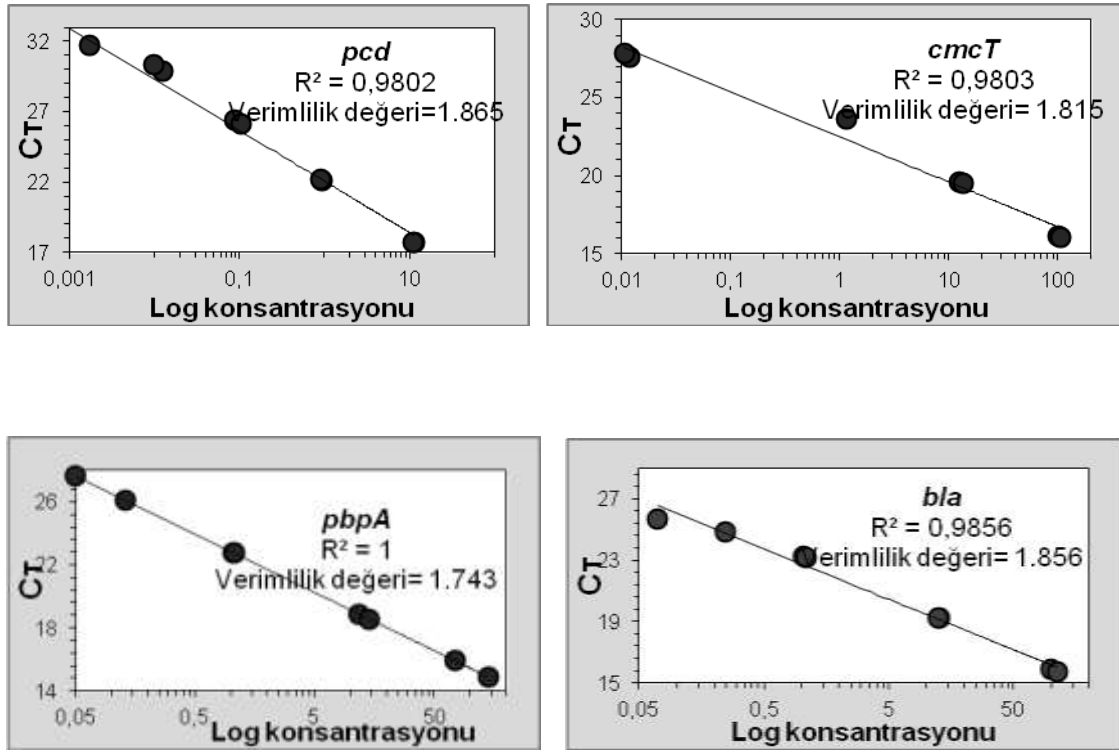 pcd
R² = 0,9802
Verimlilik değeri=1.865
CT
32
27
22
17
0,001
0,1
10
Log konsantrasyonu
cmcT
R² = 0,9803
Verimlilik değeri= 1.815
CT
30
25
20
15
0,01
0,1
1
10
100
Log konsantrasyonu
pbpA
R² = 1
Verimlilik değeri= 1.743
CT
26
22
18
14
0,05
0,5
5
50
Log konsantrasyonu
bla
R² = 0,9856
Verimlilik değeri= 1.856
CT
27
23
19
15
0,05
0,5
5
50
Log konsantrasyonu